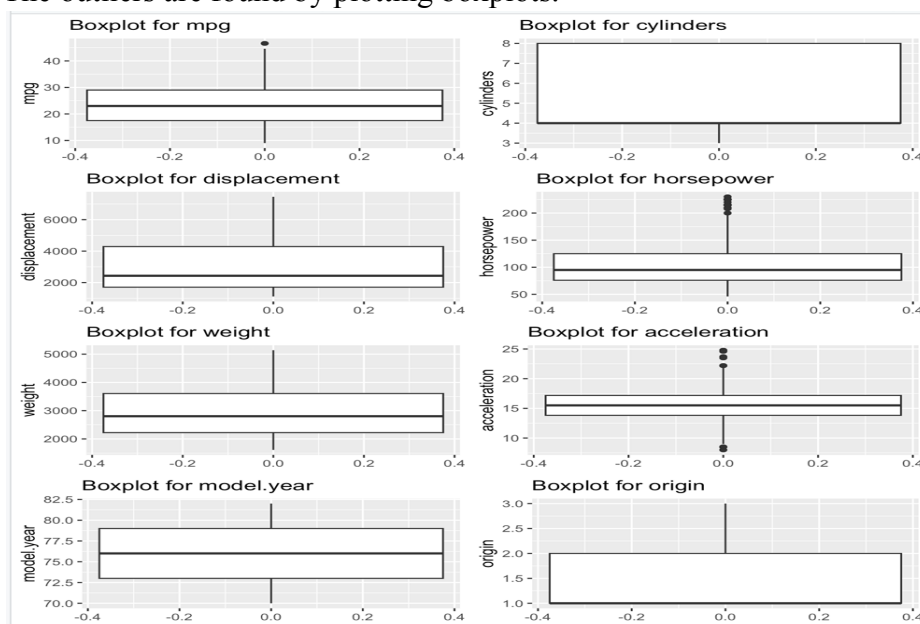 The outliers are found by plotting boxplots.
Boxplot for mpg
mpg
40
30
20
10
-0.4 -0.2 0.0 0.2 0.4
Boxplot for cylinders
cylinders
8
7
6
5
4
3
-0.4 -0.2 0.0 0.2 0.4
Boxplot for displacement
displacement
6000
4000
2000
-0.4 -0.2 0.0 0.2 0.4
Boxplot for horsepower
horsepower
200
150
100
50
-0.4 -0.2 0.0 0.2 0.4
Boxplot for weight
weight
5000
4000
3000
2000
-0.4 -0.2 0.0 0.2 0.4
Boxplot for acceleration
acceleration
25
20
15
10
-0.4 -0.2 0.0 0.2 0.4
Boxplot for model.year
model.year
82.5
80.0
77.5
75.0
72.5
70.0
-0.4 -0.2 0.0 0.2 0.4
Boxplot for origin
origin
3.0
2.5
2.0
1.5
1.0
-0.4 -0.2 0.0 0.2 0.4